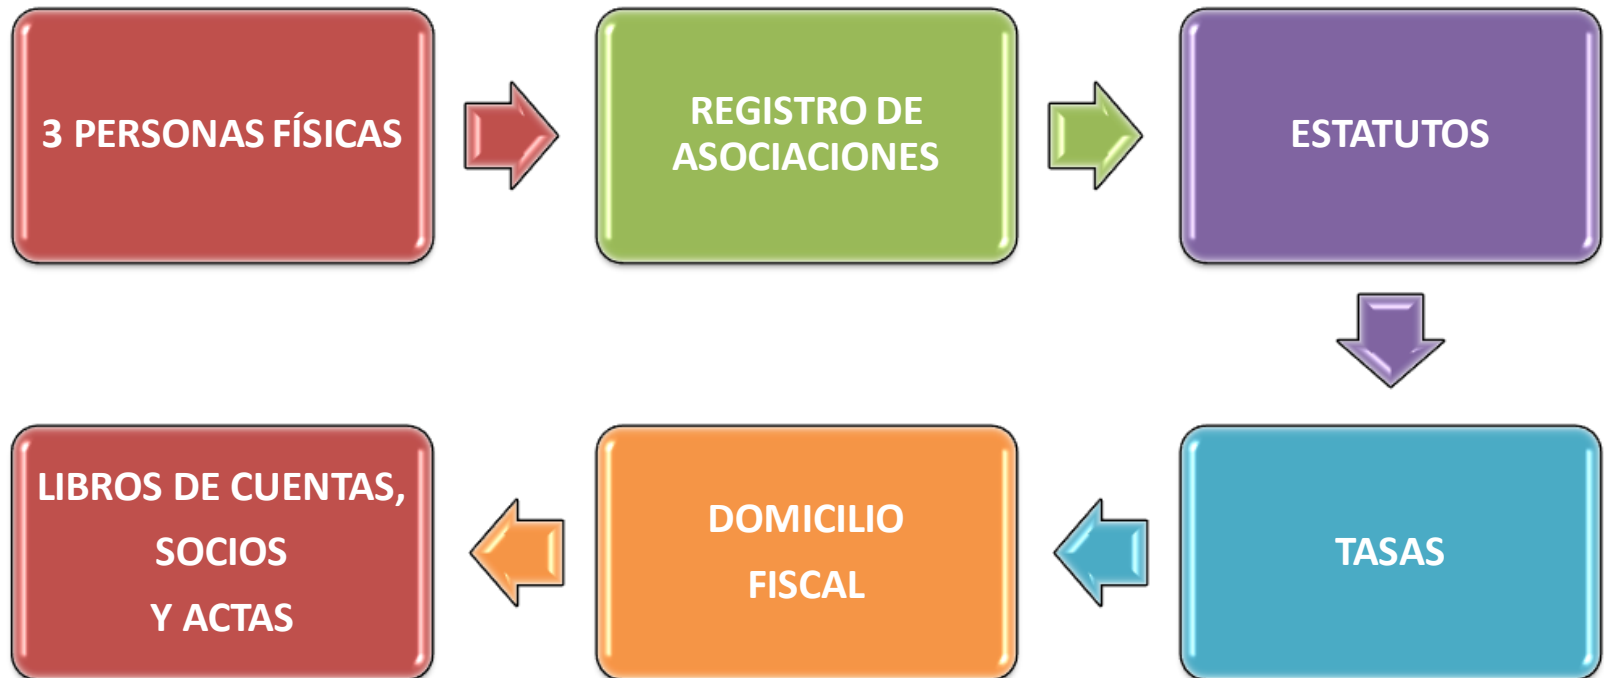 3 PERSONAS FÍSICAS
REGISTRO DE
ASOCIACIONES
ESTATUTOS
TASAS
DOMICILIO
FISCAL
LIBROS DE CUENTAS,
SOCIOS
Y ACTAS